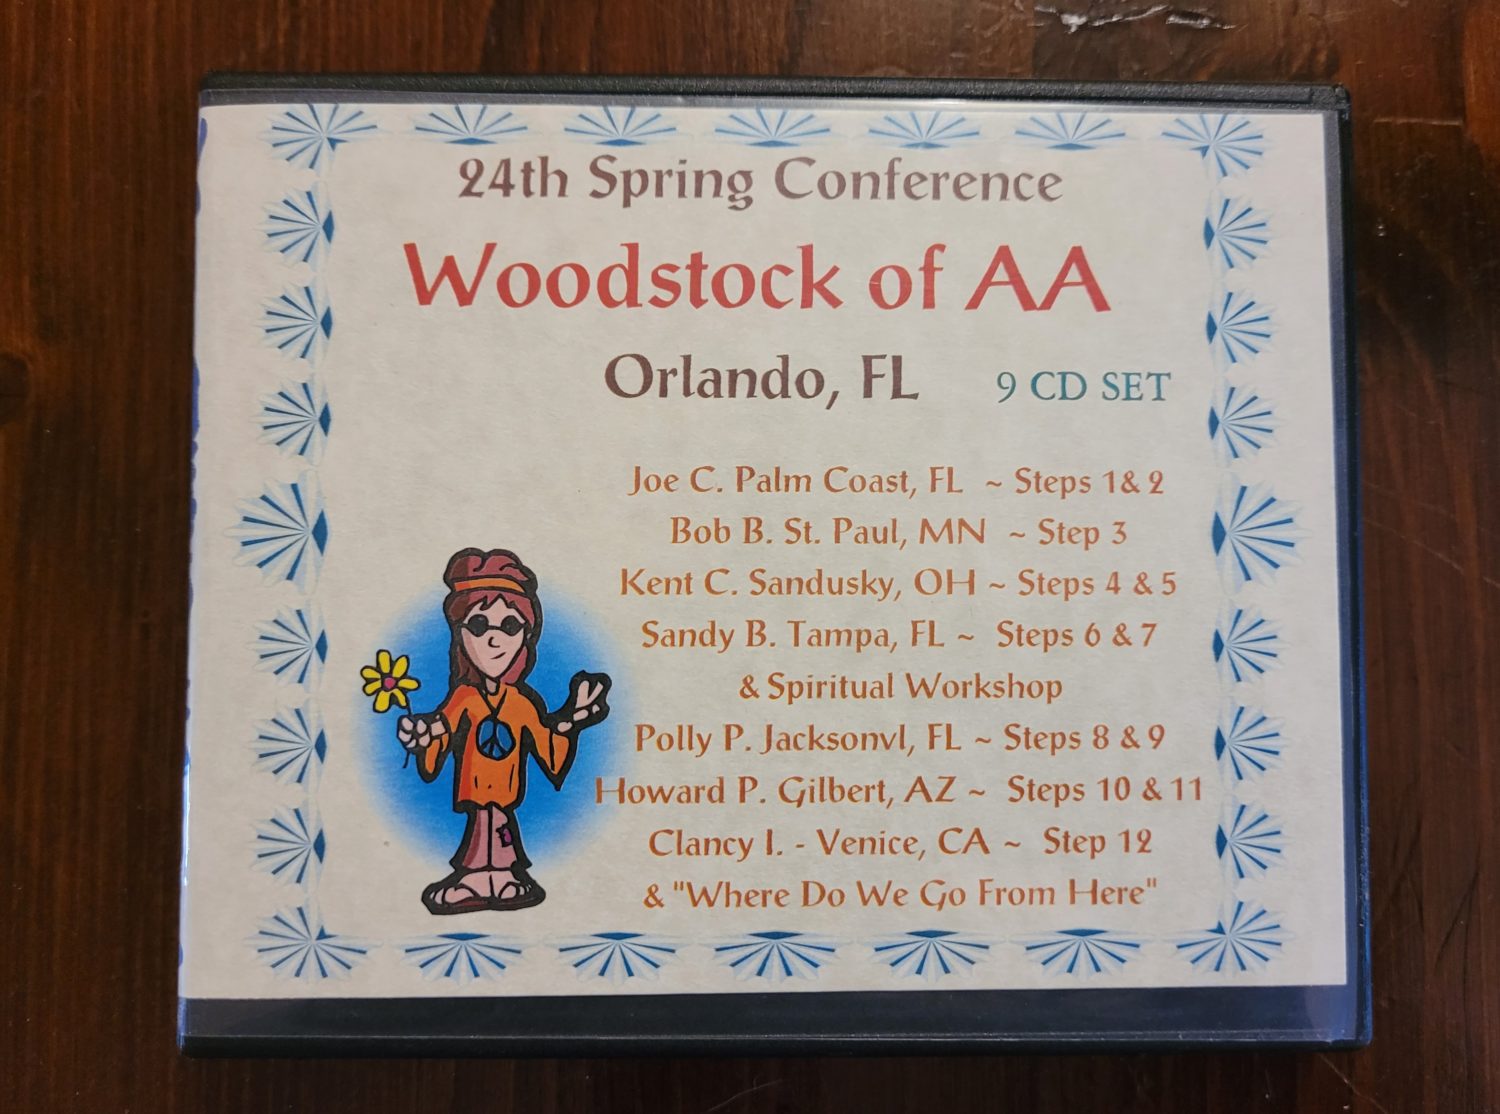 24th Spring Conference
Woodstock of AA
Orlando, FL 9 CD SET
Joe C. Palm Coast, FL ~ Steps 1& 2
Bob B. St. Paul, MN ~ Step 3
Kent C. Sandusky, OH ~ Steps 4 & 5
Sandy B. Tampa, FL ~ Steps 6 & 7
& Spiritual Workshop
Polly P. Jacksonvl, FL ~ Steps 8 & 9
Howard P. Gilbert, AZ ~ Steps 10 & 11
Clancy I. - Venice, CA ~ Step 12
& "Where Do We Go From Here"